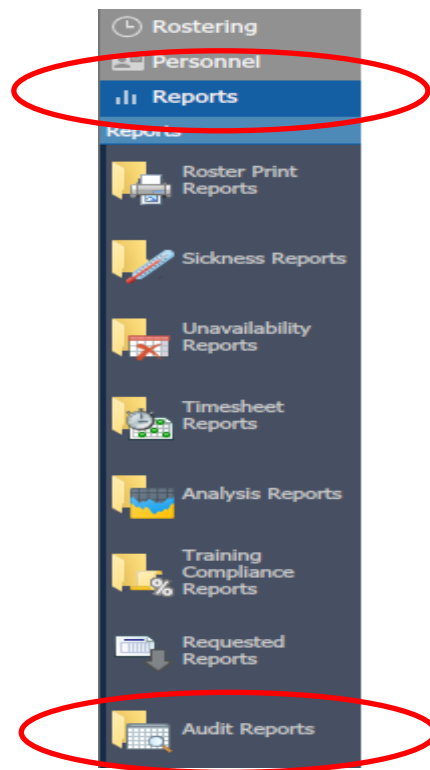 Rostering
Personnel
Reports
Reports
Roster Print
Reports
Sickness Reports
Unavailability
Reports
Timesheet
Reports
Analysis Reports
Training
Compliance
Reports
Requested
Reports
Audit Reports